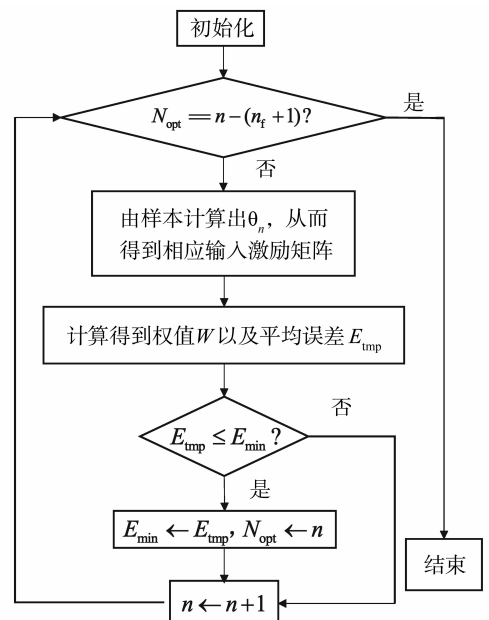 初始化
N_opt == n-(n_f+1)?
是
否
由样本计算出θ_n，从而
得到相应输入激励矩阵
计算得到权值W以及平均误差E_tmp
否
E_tmp ≤ E_min?
是
E_min ← E_tmp, N_opt ← n
结束
n ← n+1